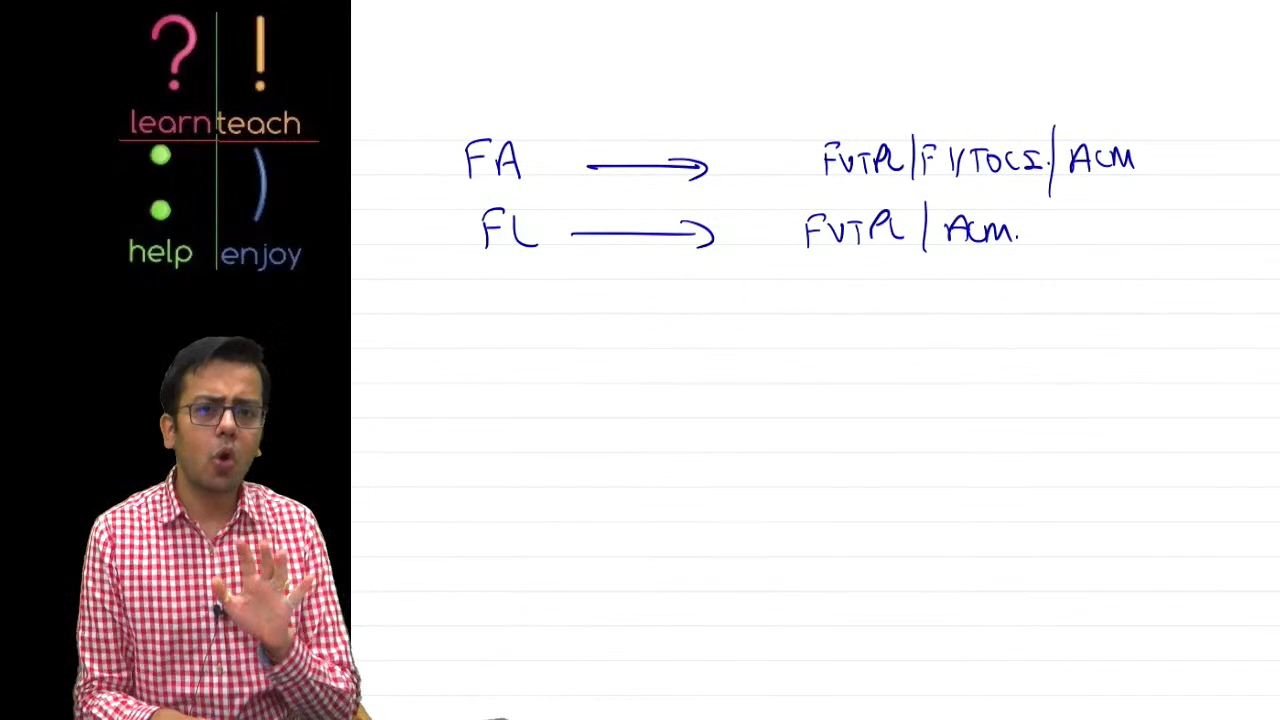 ? !
learn teach
: )
help enjoy
FA → FVTPL/FVTOCI./ACM
FL → FVTPL / ACM.